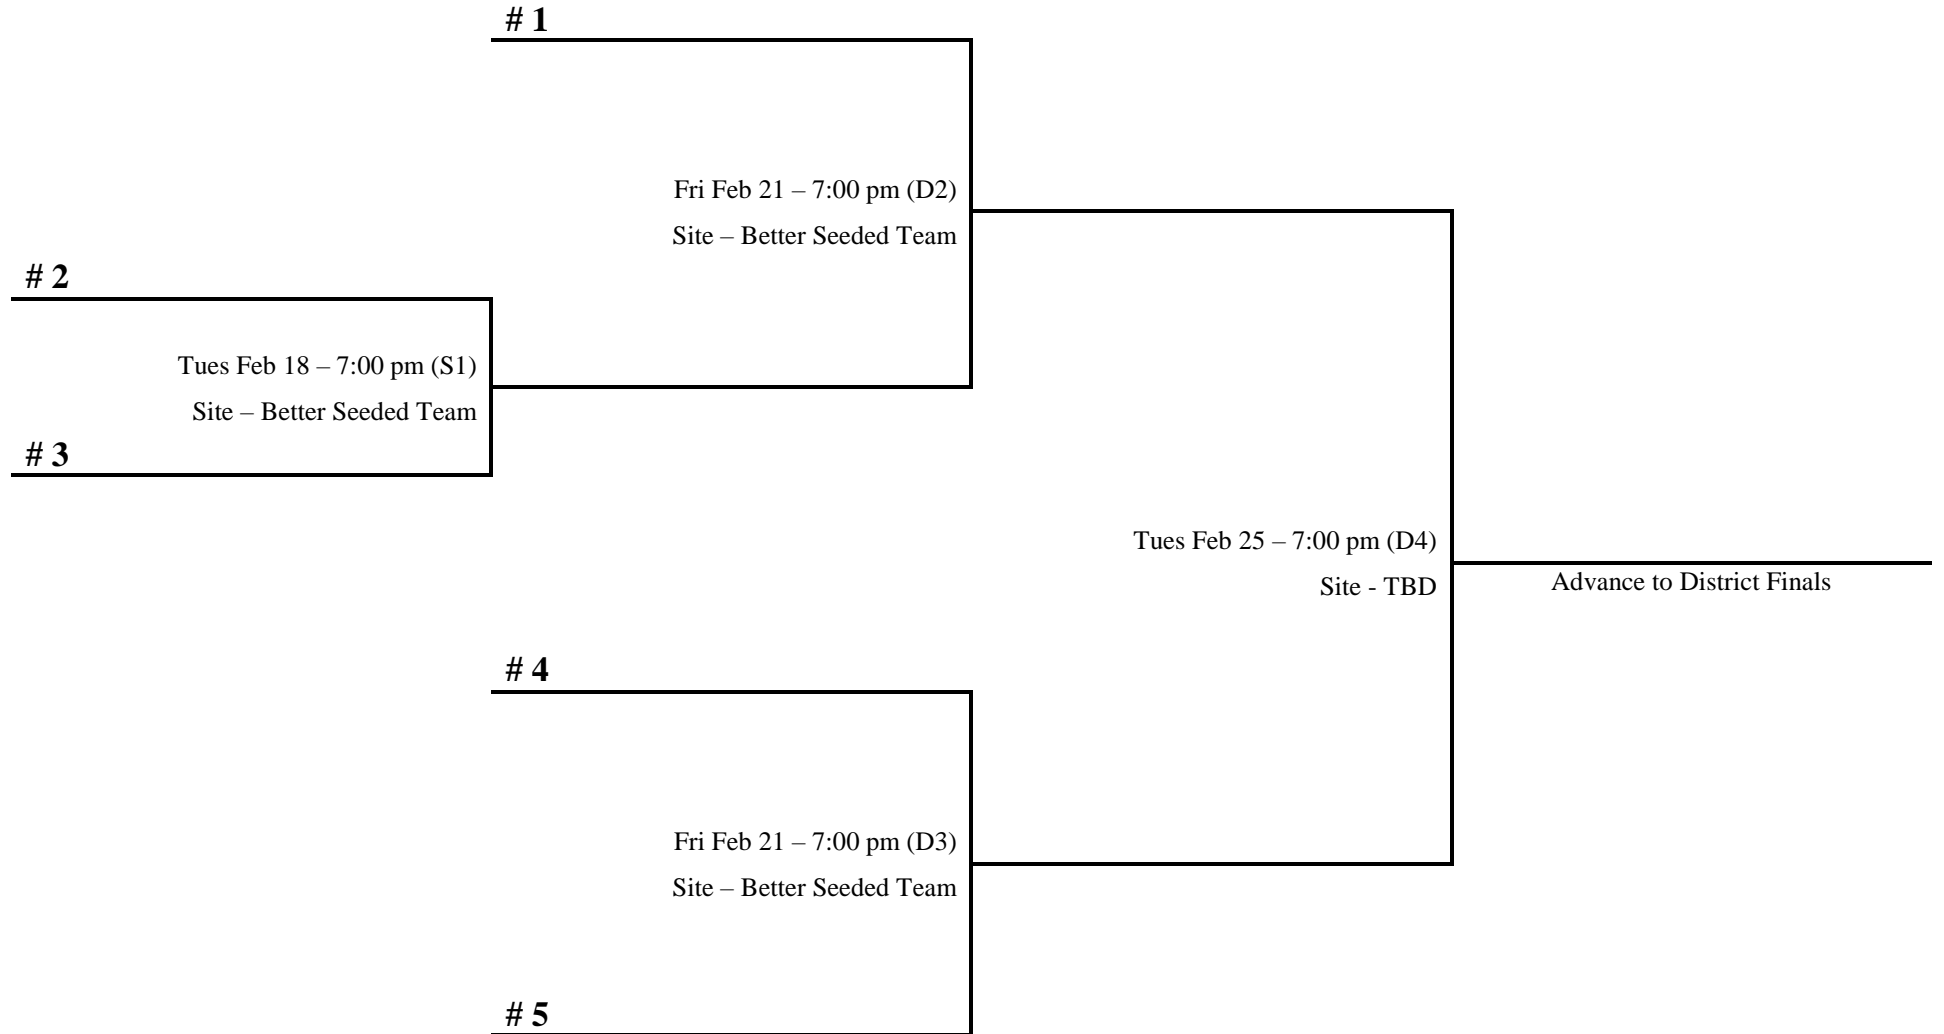 # 1
Fri Feb 21 – 7:00 pm (D2)
Site – Better Seeded Team
# 2
Tues Feb 18 – 7:00 pm (S1)
Site – Better Seeded Team
# 3
Tues Feb 25 – 7:00 pm (D4)
Site - TBD
Advance to District Finals
# 4
Fri Feb 21 – 7:00 pm (D3)
Site – Better Seeded Team
# 5